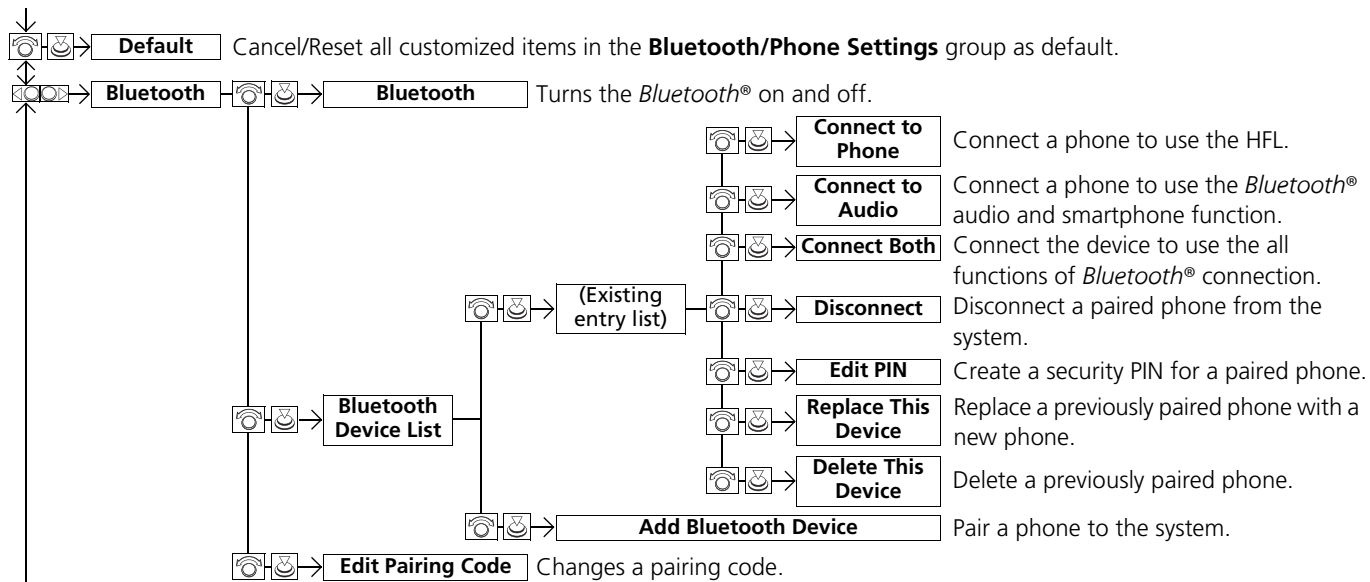 Default Cancel/Reset all customized items in the Bluetooth/Phone Settings group as default.
Bluetooth Bluetooth Turns the Bluetooth® on and off.
Connect to
Phone
Connect a phone to use the HFL.
Connect to
Audio
Connect a phone to use the Bluetooth®
audio and smartphone function.
Connect Both
Connect the device to use the all
functions of Bluetooth® connection.
(Existing
entry list)
Disconnect
Disconnect a paired phone from the
system.
Edit PIN Create a security PIN for a paired phone.
Bluetooth
Device List
Replace This
Device
Replace a previously paired phone with a
new phone.
Delete This
Device
Delete a previously paired phone.
Add Bluetooth Device Pair a phone to the system.
Edit Pairing Code Changes a pairing code.